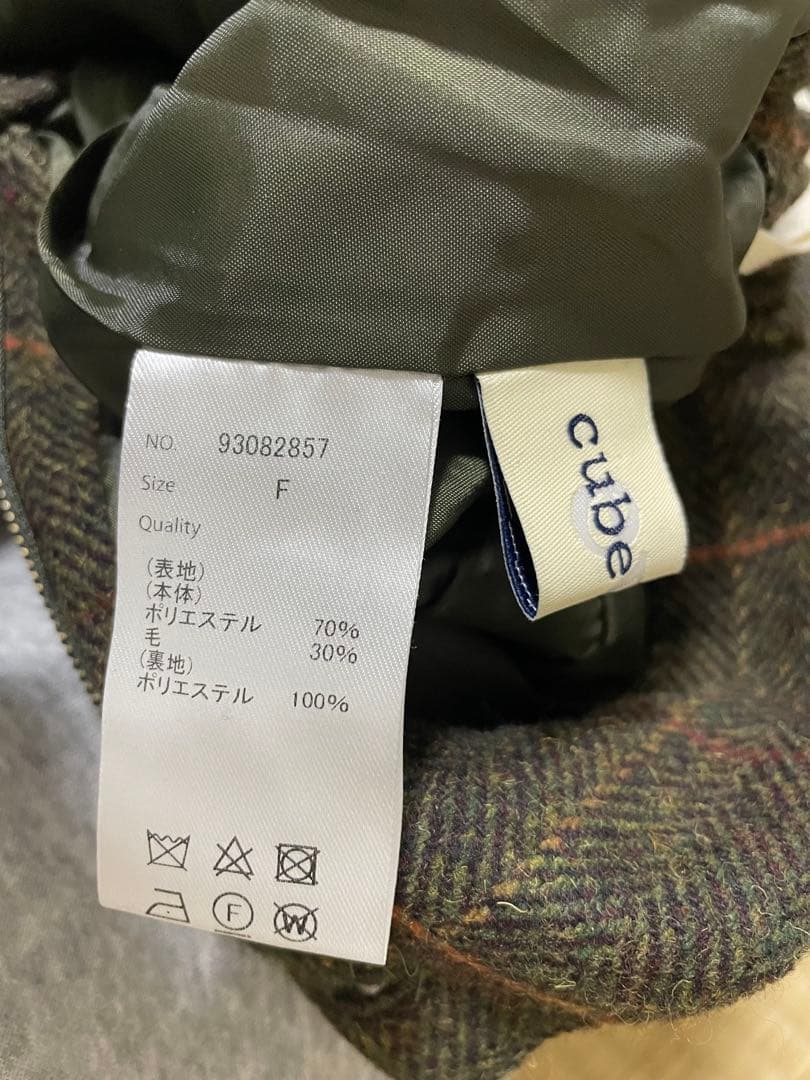 NO. 93082857
Size F
Quality
(表地)
(本体)
ポリエステル 70%
毛 30%
(裏地)
ポリエステル 100%
F
W
cube